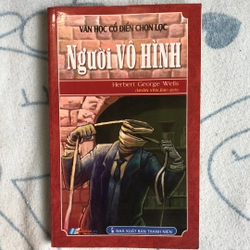 VĂN HỌC CỔ ĐIỂN CHỌN LỌC
Người VÔ HÌNH
Herbert George Wells
NHÀ XUẤT BẢN THANH NIÊN